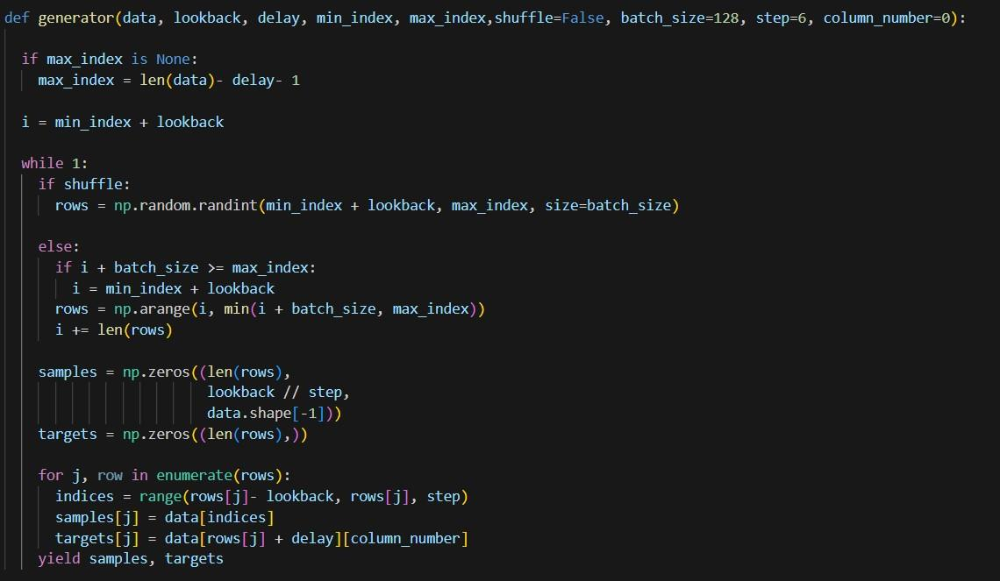 def generator(data, lookback, delay, min_index, max_index,shuffle=False, batch_size=128, step=6, column_number=0):
if max_index is None:
max_index = len(data)- delay- 1
i = min_index + lookback
while 1:
if shuffle:
rows = np.random.randint(min_index + lookback, max_index, size=batch_size)
else:
if i + batch_size >= max_index:
i = min_index + lookback
rows = np.arange(i, min(i + batch_size, max_index))
i += len(rows)
samples = np.zeros((len(rows),
lookback // step,
data.shape[-1]))
targets = np.zeros((len(rows),))
for j, row in enumerate(rows):
indices = range(rows[j]- lookback, rows[j], step)
samples[j] = data[indices]
targets[j] = data[rows[j] + delay][column_number]
yield samples, targets